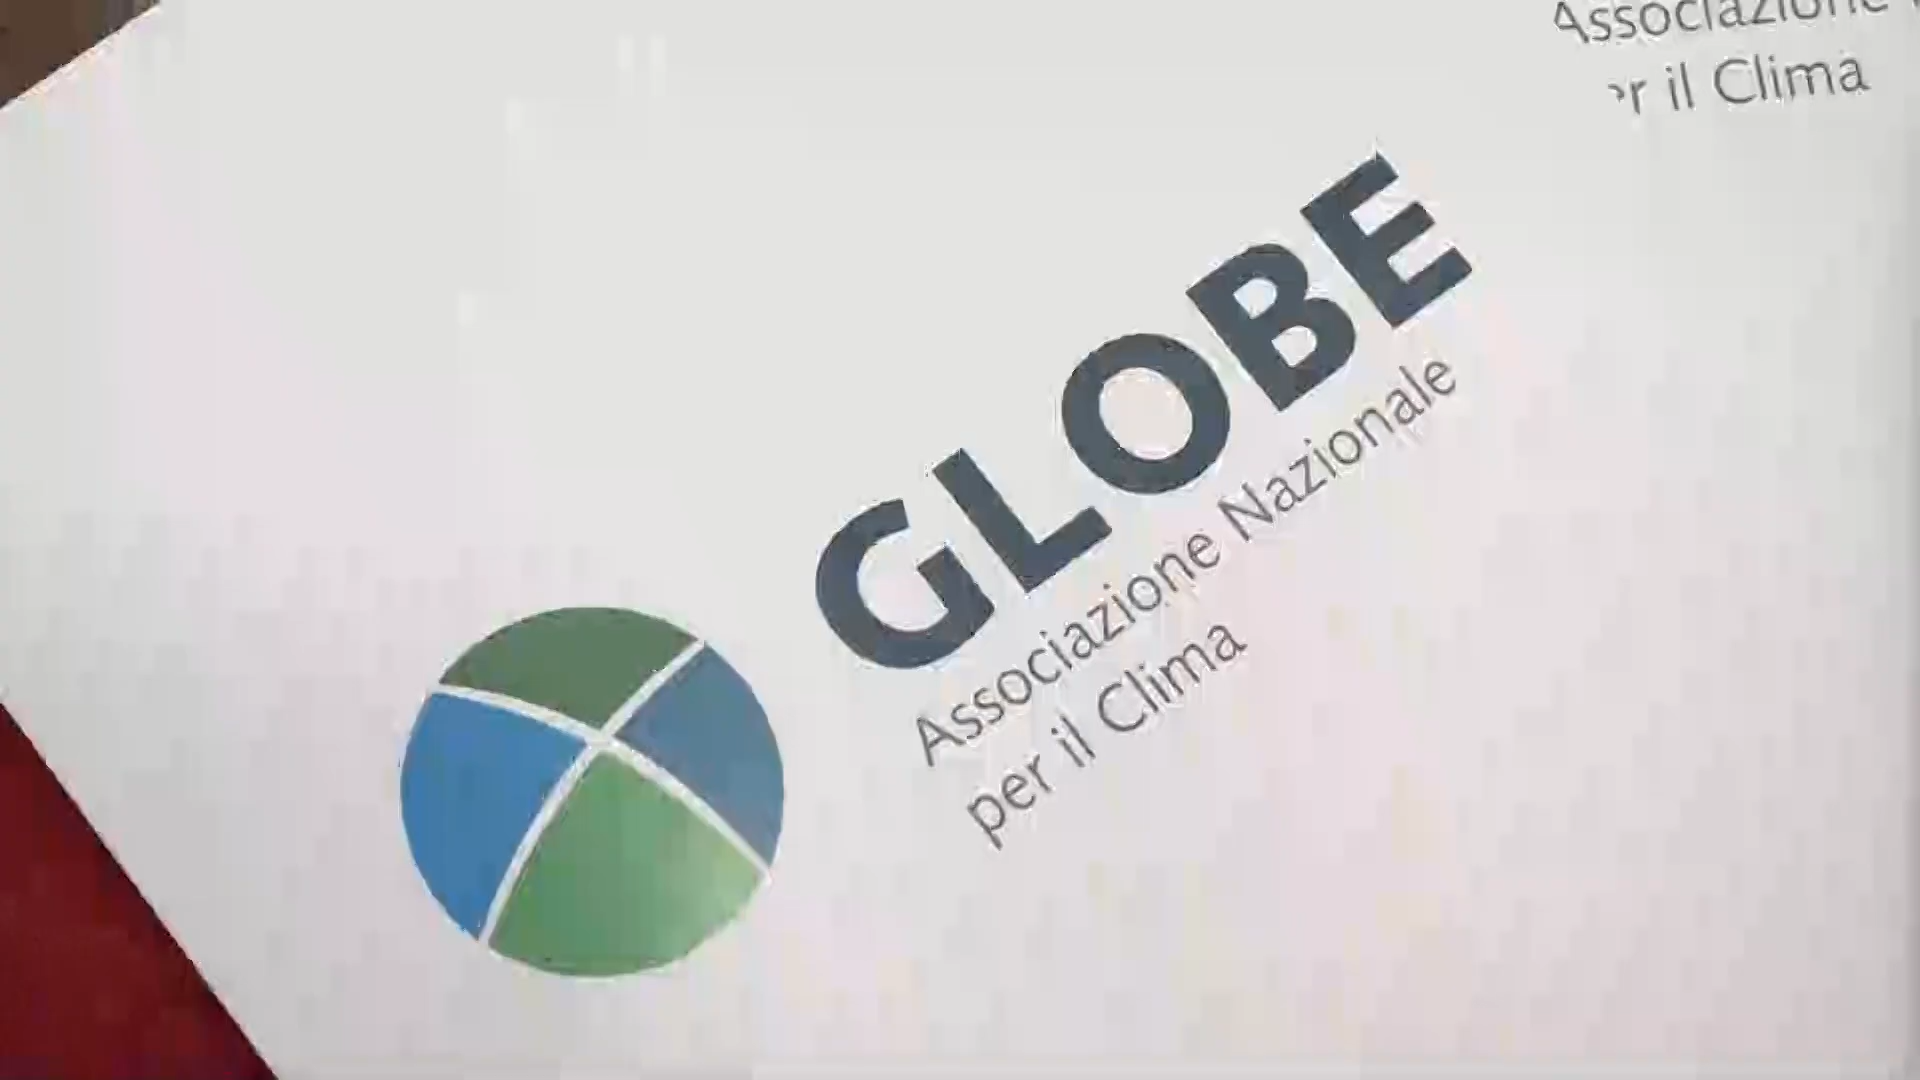 Associazione
il Clima
GLOBE
Associazione Nazionale
per il Clima